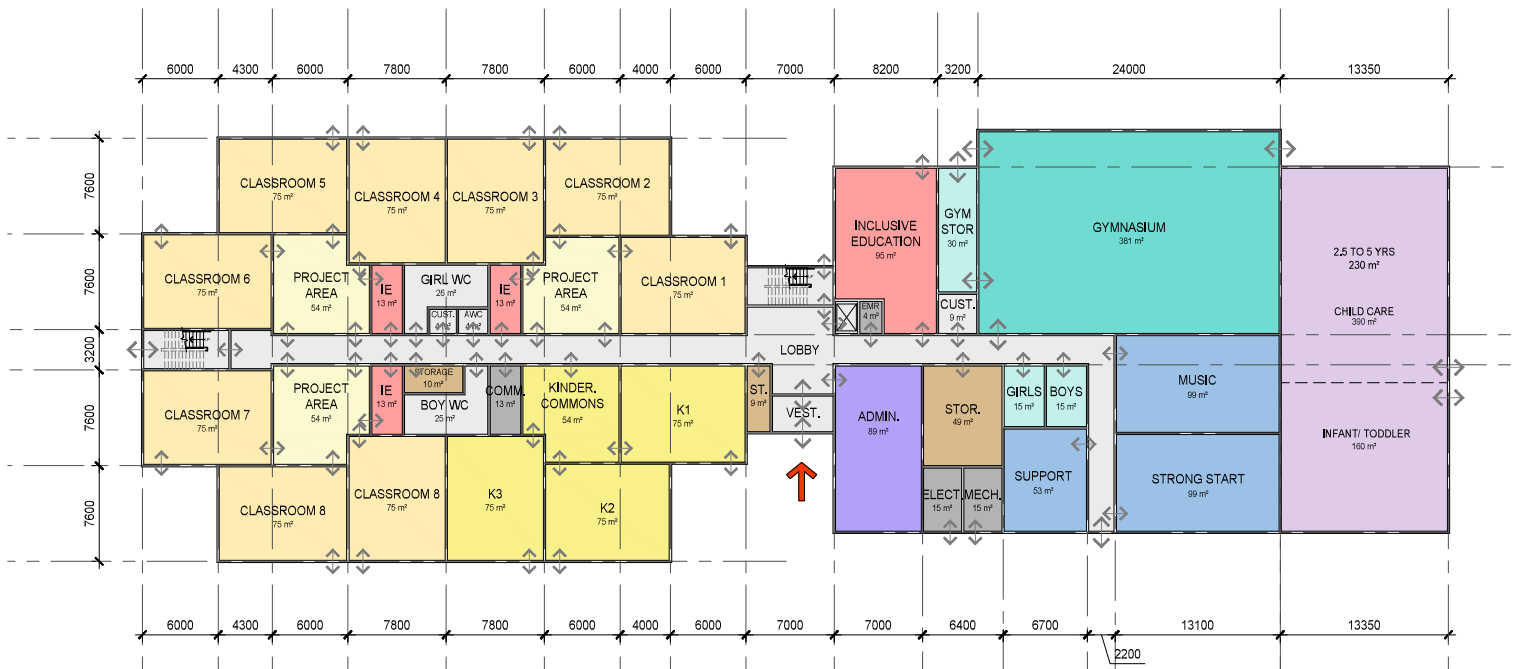 6000 4300 6000 7800 7800 6000 4000 6000 7000 8200 3200 24000 13350
7600
7600
3200
7600
7600
CLASSROOM 5
75 m²
CLASSROOM 4
75 m²
CLASSROOM 3
75 m²
CLASSROOM 2
75 m²
CLASSROOM 6
75 m²
PROJECT
AREA
54 m²
IE
13 m²
GIRL WC
26 m²
CUST.
AWC
IE
13 m²
PROJECT
AREA
54 m²
CLASSROOM 1
75 m²
INCLUSIVE
EDUCATION
95 m²
GYM
STOR
30 m²
GYMNASIUM
381 m²
EMR
4 m²
CUST.
9 m²
2.5 TO 5 YRS
230 m²
CHILD CARE
390 m²
LOBBY
CLASSROOM 7
75 m²
PROJECT
AREA
54 m²
IE
13 m²
STORAGE
10 m²
BOY WC
25 m²
COMM.
13 m²
KINDER.
COMMONS
54 m²
K1
75 m²
ST.
9 m²
VEST.
ADMIN.
89 m²
STOR.
49 m²
GIRLS
15 m²
BOYS
15 m²
MUSIC
99 m²
INFANT/ TODDLER
160 m²
CLASSROOM 8
75 m²
CLASSROOM 8
75 m²
K3
75 m²
K2
75 m²
ELECT.
15 m²
MECH.
15 m²
SUPPORT
53 m²
STRONG START
99 m²
6000 4300 6000 7800 7800 6000 4000 6000 7000 7000 6400 6700 13100 13350
2200